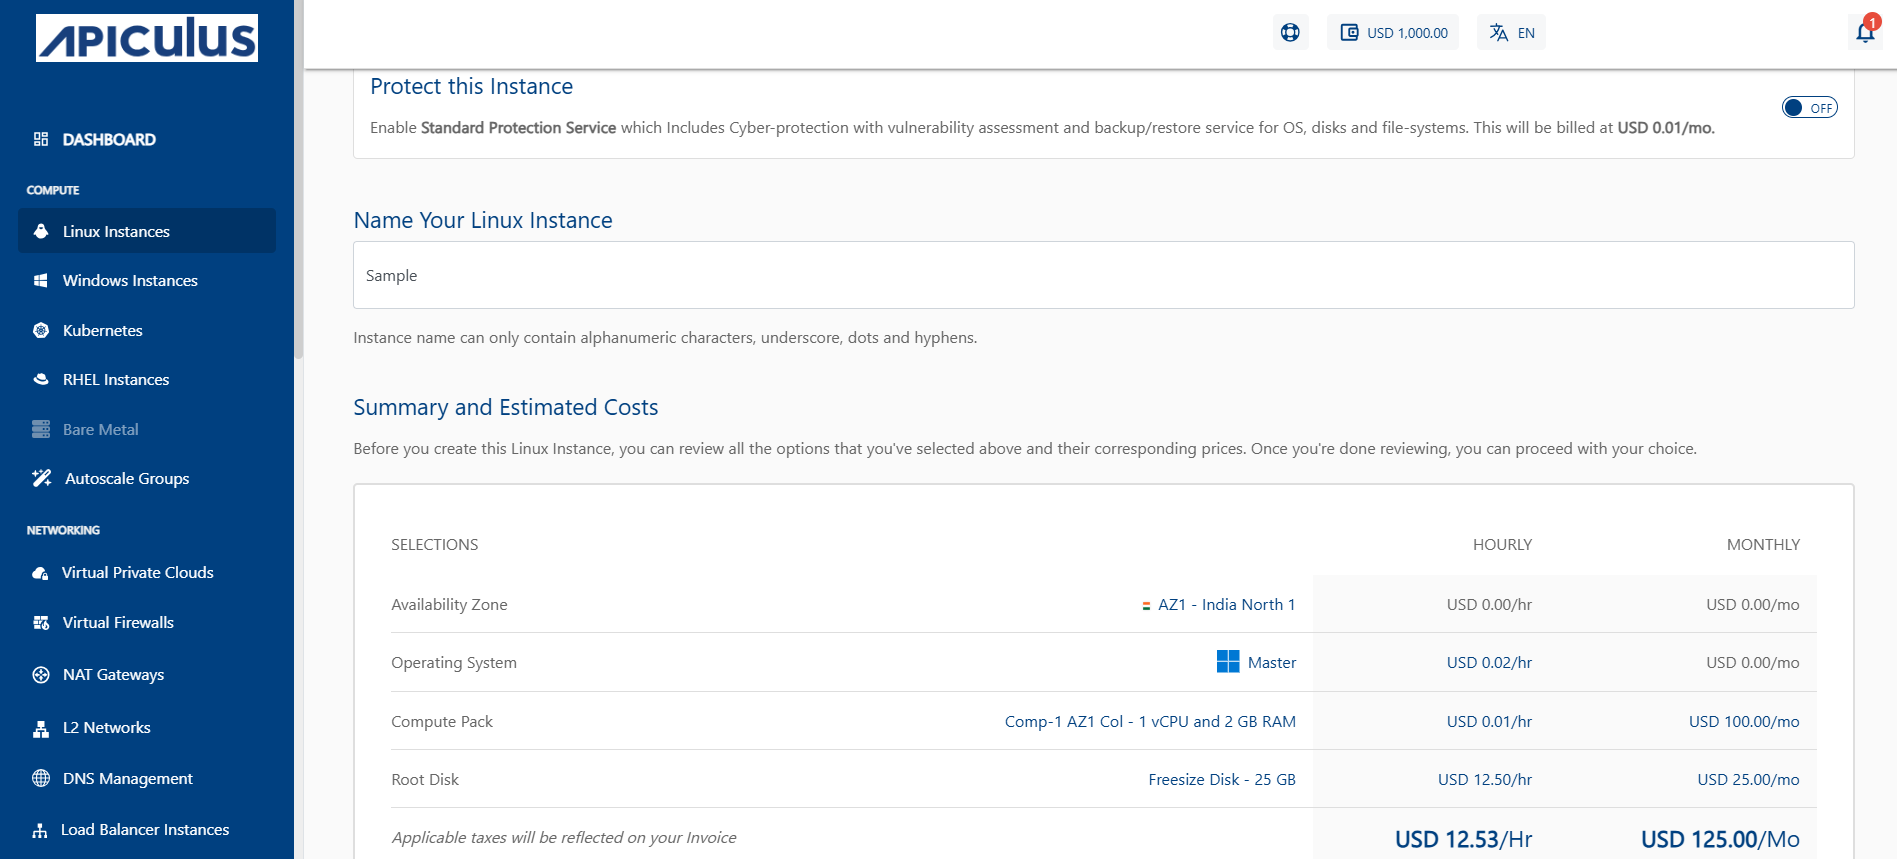 APICULUS
USD 1,000.00
EN
1
DASHBOARD
COMPUTE
Linux Instances
Windows Instances
Kubernetes
RHEL Instances
Bare Metal
Autoscale Groups
NETWORKING
Virtual Private Clouds
Virtual Firewalls
NAT Gateways
L2 Networks
DNS Management
Load Balancer Instances
Protect this Instance
OFF
Enable Standard Protection Service which Includes Cyber-protection with vulnerability assessment and backup/restore service for OS, disks and file-systems. This will be billed at USD 0.01/mo.
Name Your Linux Instance
Sample
Instance name can only contain alphanumeric characters, underscore, dots and hyphens.
Summary and Estimated Costs
Before you create this Linux Instance, you can review all the options that you've selected above and their corresponding prices. Once you're done reviewing, you can proceed with your choice.
SELECTIONS HOURLY MONTHLY
Availability Zone AZ1 - India North 1 USD 0.00/hr USD 0.00/mo
Operating System Master USD 0.02/hr USD 0.00/mo
Compute Pack Comp-1 AZ1 Col - 1 vCPU and 2 GB RAM USD 0.01/hr USD 100.00/mo
Root Disk Freesize Disk - 25 GB USD 12.50/hr USD 25.00/mo
Applicable taxes will be reflected on your Invoice USD 12.53/Hr USD 125.00/Mo